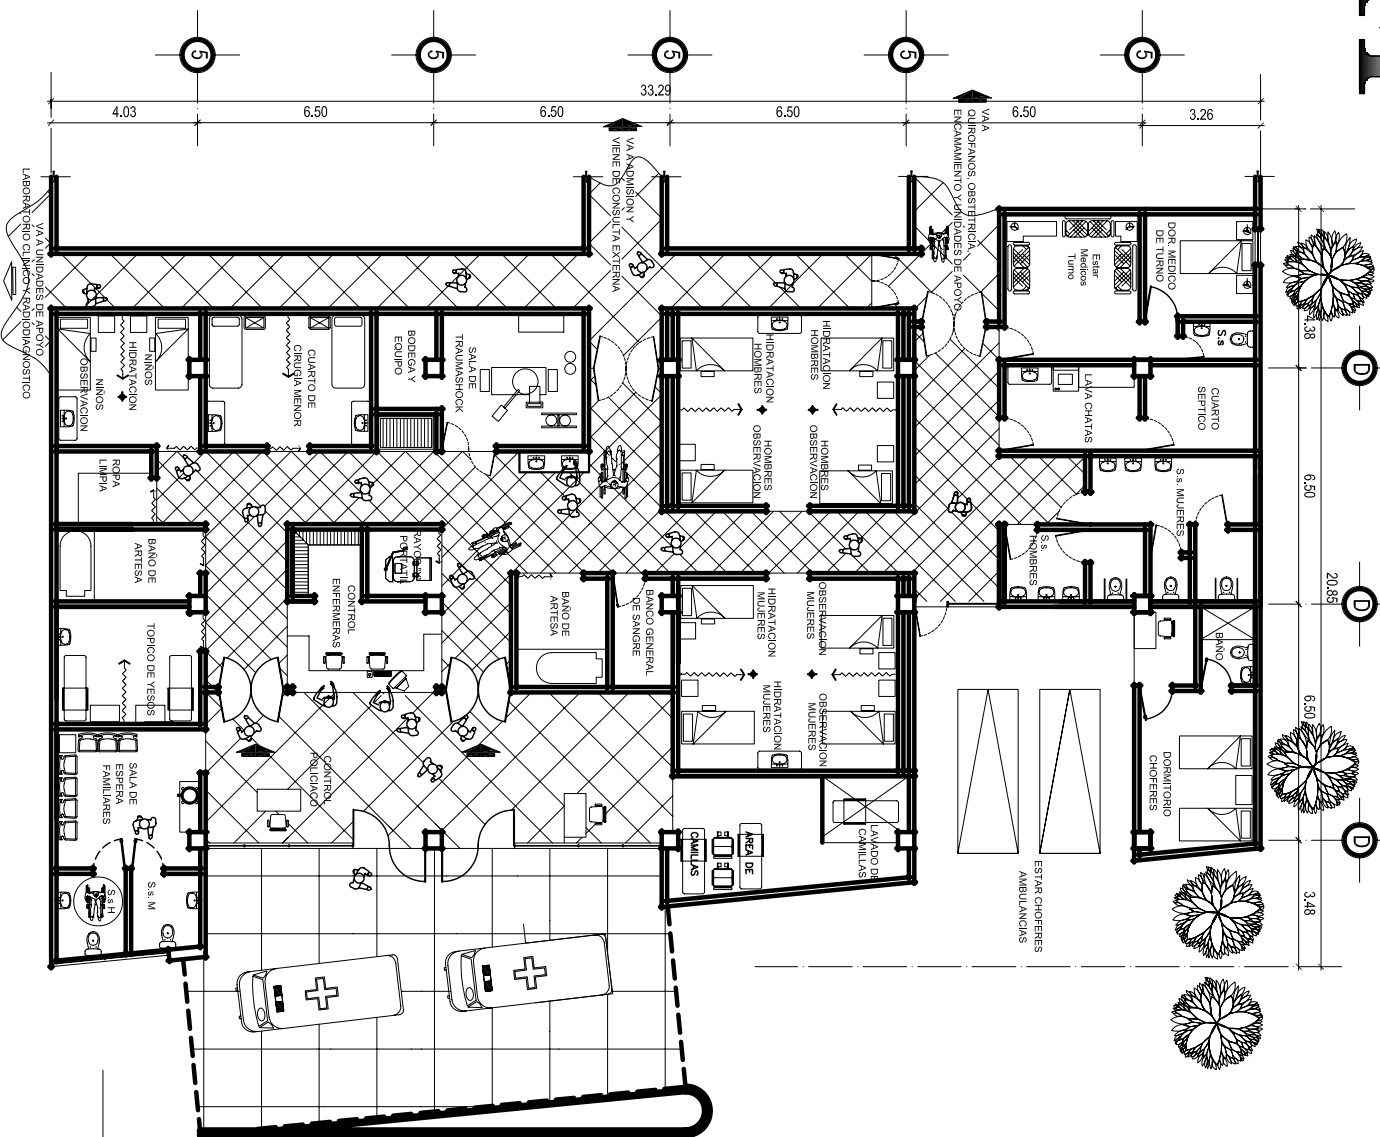 5
5
5
5
5
33.29
4.03
6.50
6.50
6.50
6.50
3.26
VA A
QUIROFANOS, OBSTETRICIA,
ENCAMAMIENTO Y UNIDADES DE APOYO
VA A ADMISION Y
VIENE DE CONSULTA EXTERNA
VA A UNIDADES DE APOYO
LABORATORIO CLINICO Y RADIODIAGNOSTICO
DOR. MEDICO
DE TURNO
Estar
Medicos
Turno
S.s
4.38
D
6.50
D
20.85
6.50
D
3.48
NIÑOS
HIDRATACION
NIÑOS
OBSERVACION
CUARTO DE
CIRUGIA MENOR
BODEGA Y
EQUIPO
SALA DE
TRAUMASHOCK
HIDRATACION
HOMBRES
HIDRATACION
HOMBRES
HOMBRES
OBSERVACION
HOMBRES
OBSERVACION
LAVA CHATAS
CUARTO
SEPTICO
ROPA
LIMPIA
S.s. MUJERES
S.s.
HOMBRES
BAÑO DE
ARTESA
RAYOS X
PORTATIL
CONTROL
ENFERMERAS
BAÑO DE
ARTESA
BANCO GENERAL
DE SANGRE
OBSERVACION
MUJERES
HIDRATACION
MUJERES
OBSERVACION
MUJERES
HIDRATACION
MUJERES
BAÑO
TOPICO DE YESOS
CONTROL
POLICIACO
SALA DE
ESPERA
FAMILIARES
DORMITORIO
CHOFERES
LAVADO DE
CAMILLAS
AREA DE
CAMILLAS
ESTAR CHOFERES
AMBULANCIAS
S.s H
S.s. M